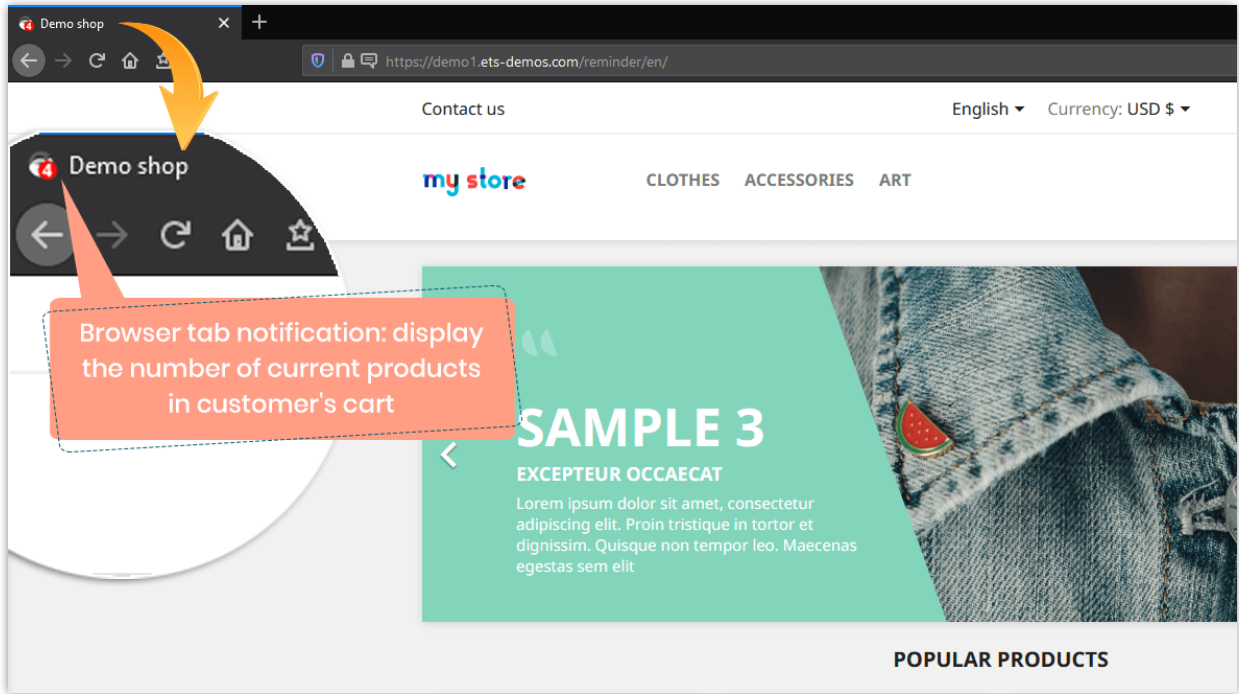 4 Demo shop
https://demo1.ets-demos.com/reminder/en/
Contact us
English
Currency: USD $
4 Demo shop
my store
CLOTHES
ACCESSORIES
ART
Browser tab notification: display
the number of current products
in customer's cart
“
SAMPLE 3
EXCEPTEUR OCCAECAT
Lorem ipsum dolor sit amet, consectetur
adipiscing elit. Proin tristique in tortor et
dignissim. Quisque non tempor leo. Maecenas
egestas sem elit
POPULAR PRODUCTS